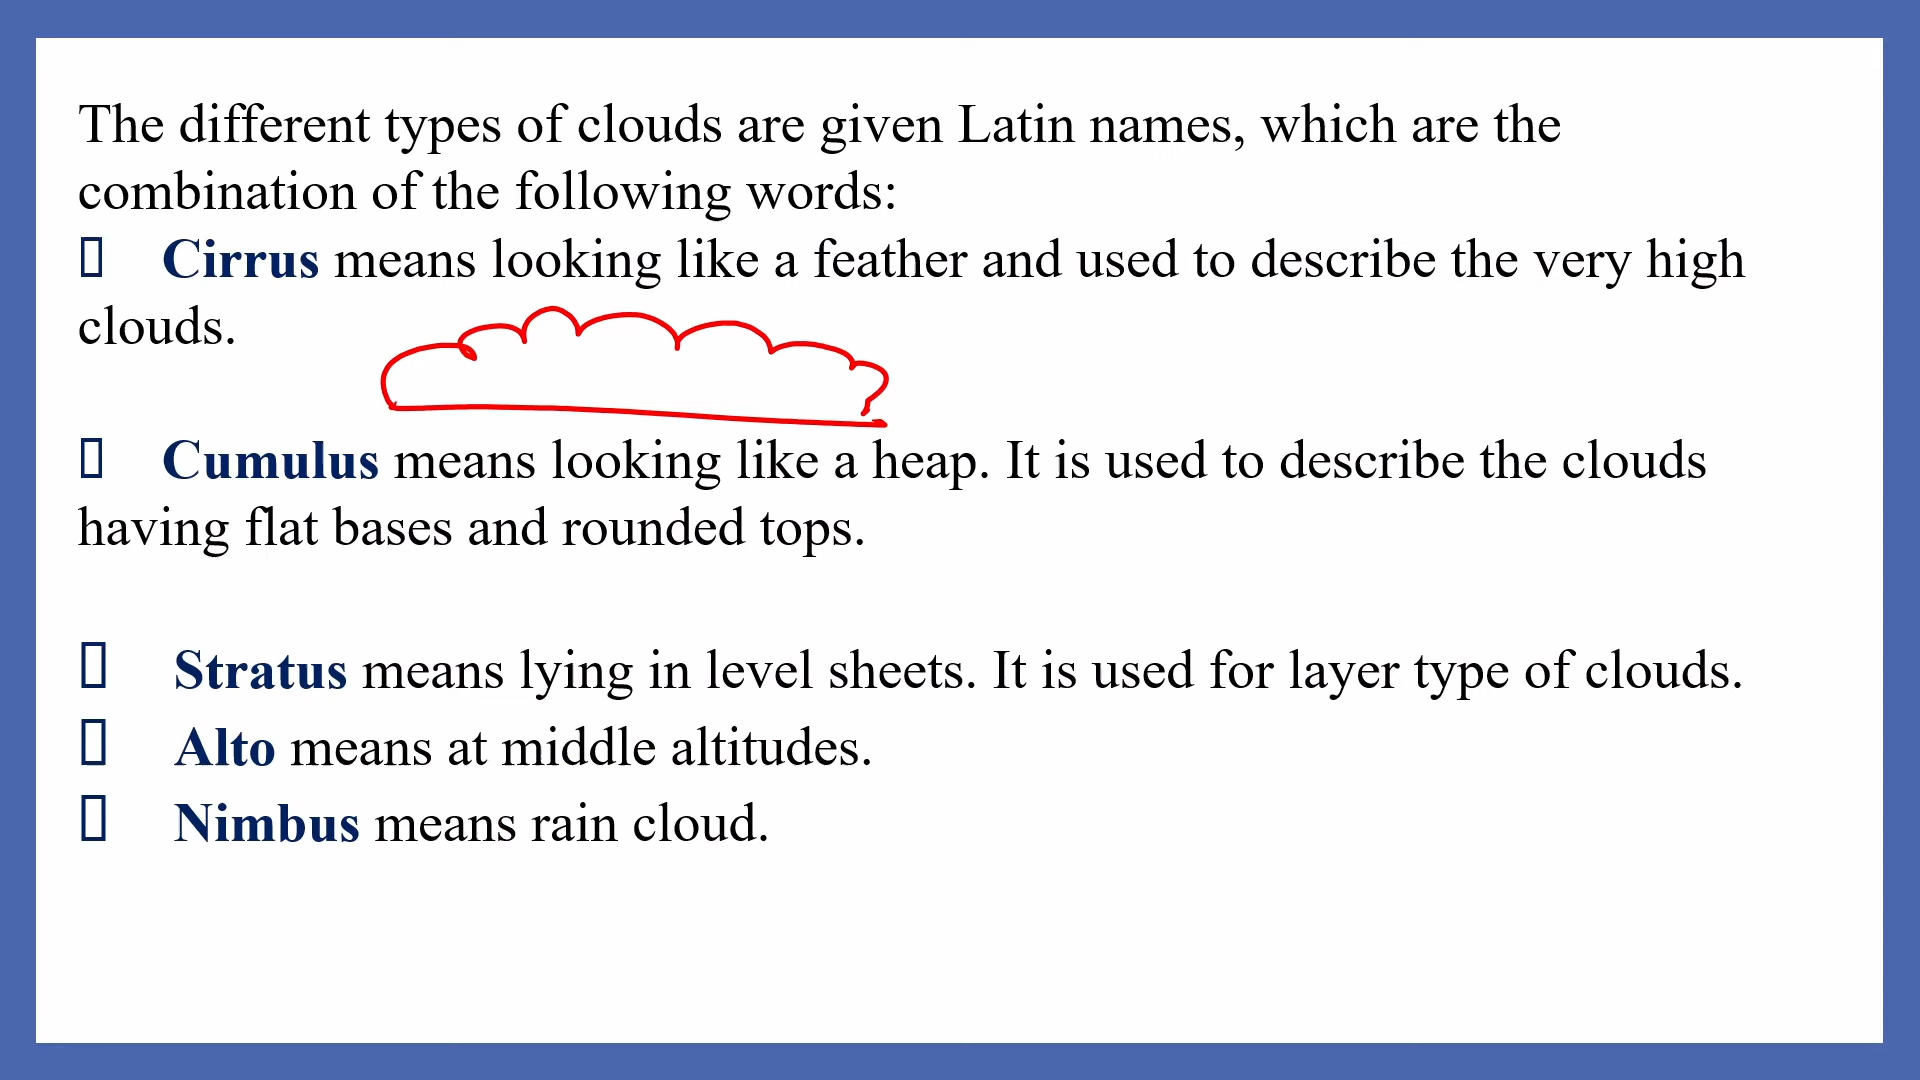 The different types of clouds are given Latin names, which are the
combination of the following words:
Cirrus means looking like a feather and used to describe the very high
clouds.
Cumulus means looking like a heap. It is used to describe the clouds
having flat bases and rounded tops.
Stratus means lying in level sheets. It is used for layer type of clouds.
Alto means at middle altitudes.
Nimbus means rain cloud.